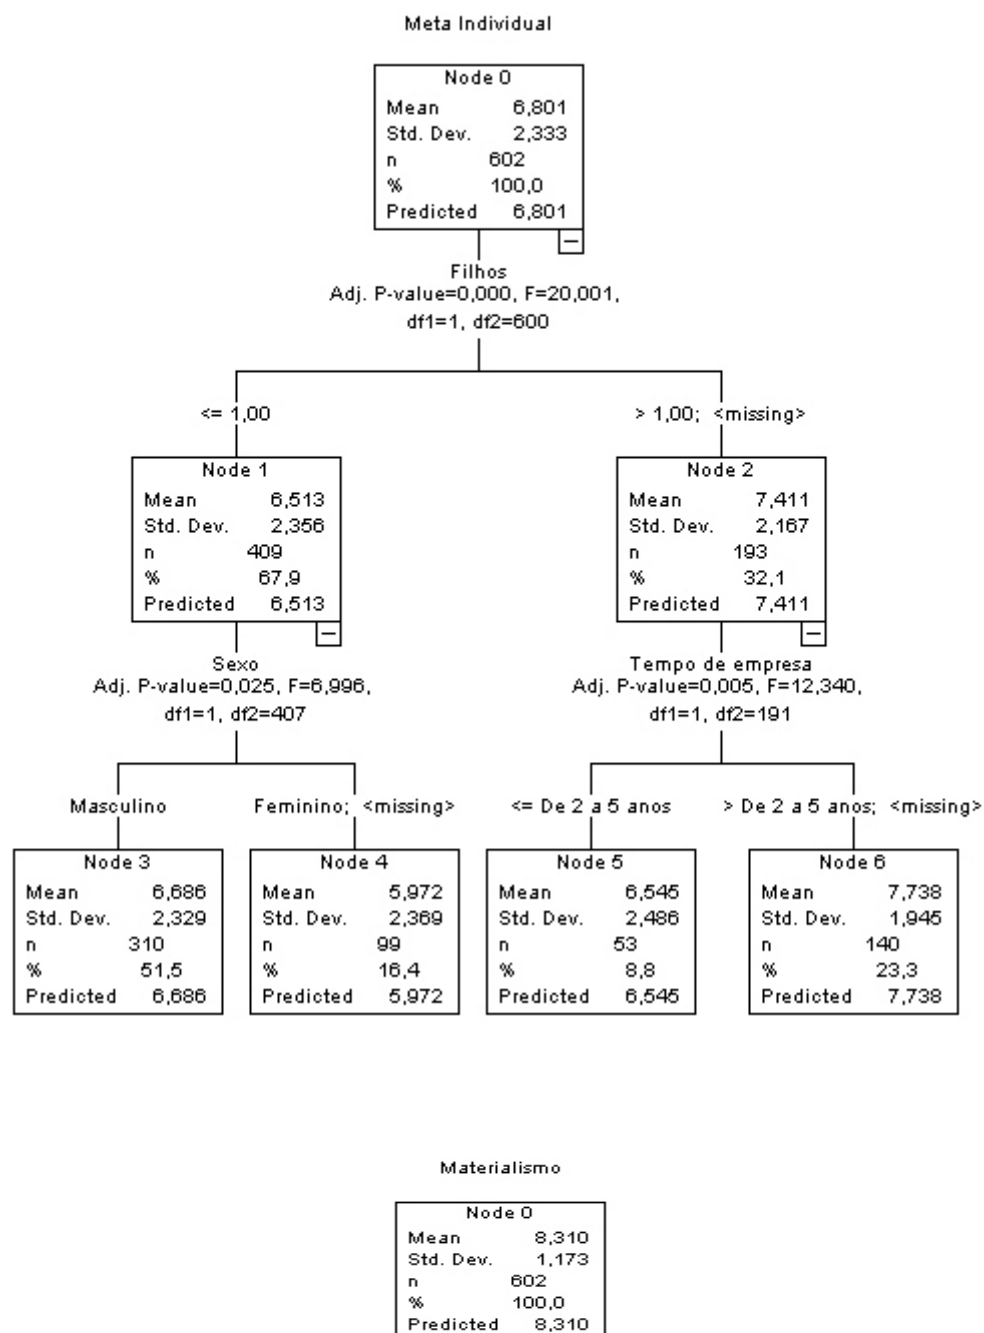 Meta Individual
Node 0
Mean 6,801
Std. Dev. 2,333
n 602
% 100,0
Predicted 6,801
Filhos
Adj. P-value=0,000, F=20,001,
df1=1, df2=600
<= 1,00
> 1,00; <missing>
Node 1
Mean 6,513
Std. Dev. 2,356
n 409
% 67,9
Predicted 6,513
Node 2
Mean 7,411
Std. Dev. 2,167
n 193
% 32,1
Predicted 7,411
Sexo
Adj. P-value=0,025, F=6,996,
df1=1, df2=407
Tempo de empresa
Adj. P-value=0,005, F=12,340,
df1=1, df2=191
Masculino
Feminino; <missing>
<= De 2 a 5 anos
> De 2 a 5 anos; <missing>
Node 3
Mean 6,686
Std. Dev. 2,329
n 310
% 51,5
Predicted 6,686
Node 4
Mean 5,972
Std. Dev. 2,369
n 99
% 16,4
Predicted 5,972
Node 5
Mean 6,545
Std. Dev. 2,486
n 53
% 8,8
Predicted 6,545
Node 6
Mean 7,738
Std. Dev. 1,945
n 140
% 23,3
Predicted 7,738
Materialismo
Node 0
Mean 8,310
Std. Dev. 1,173
n 602
% 100,0
Predicted 8,310